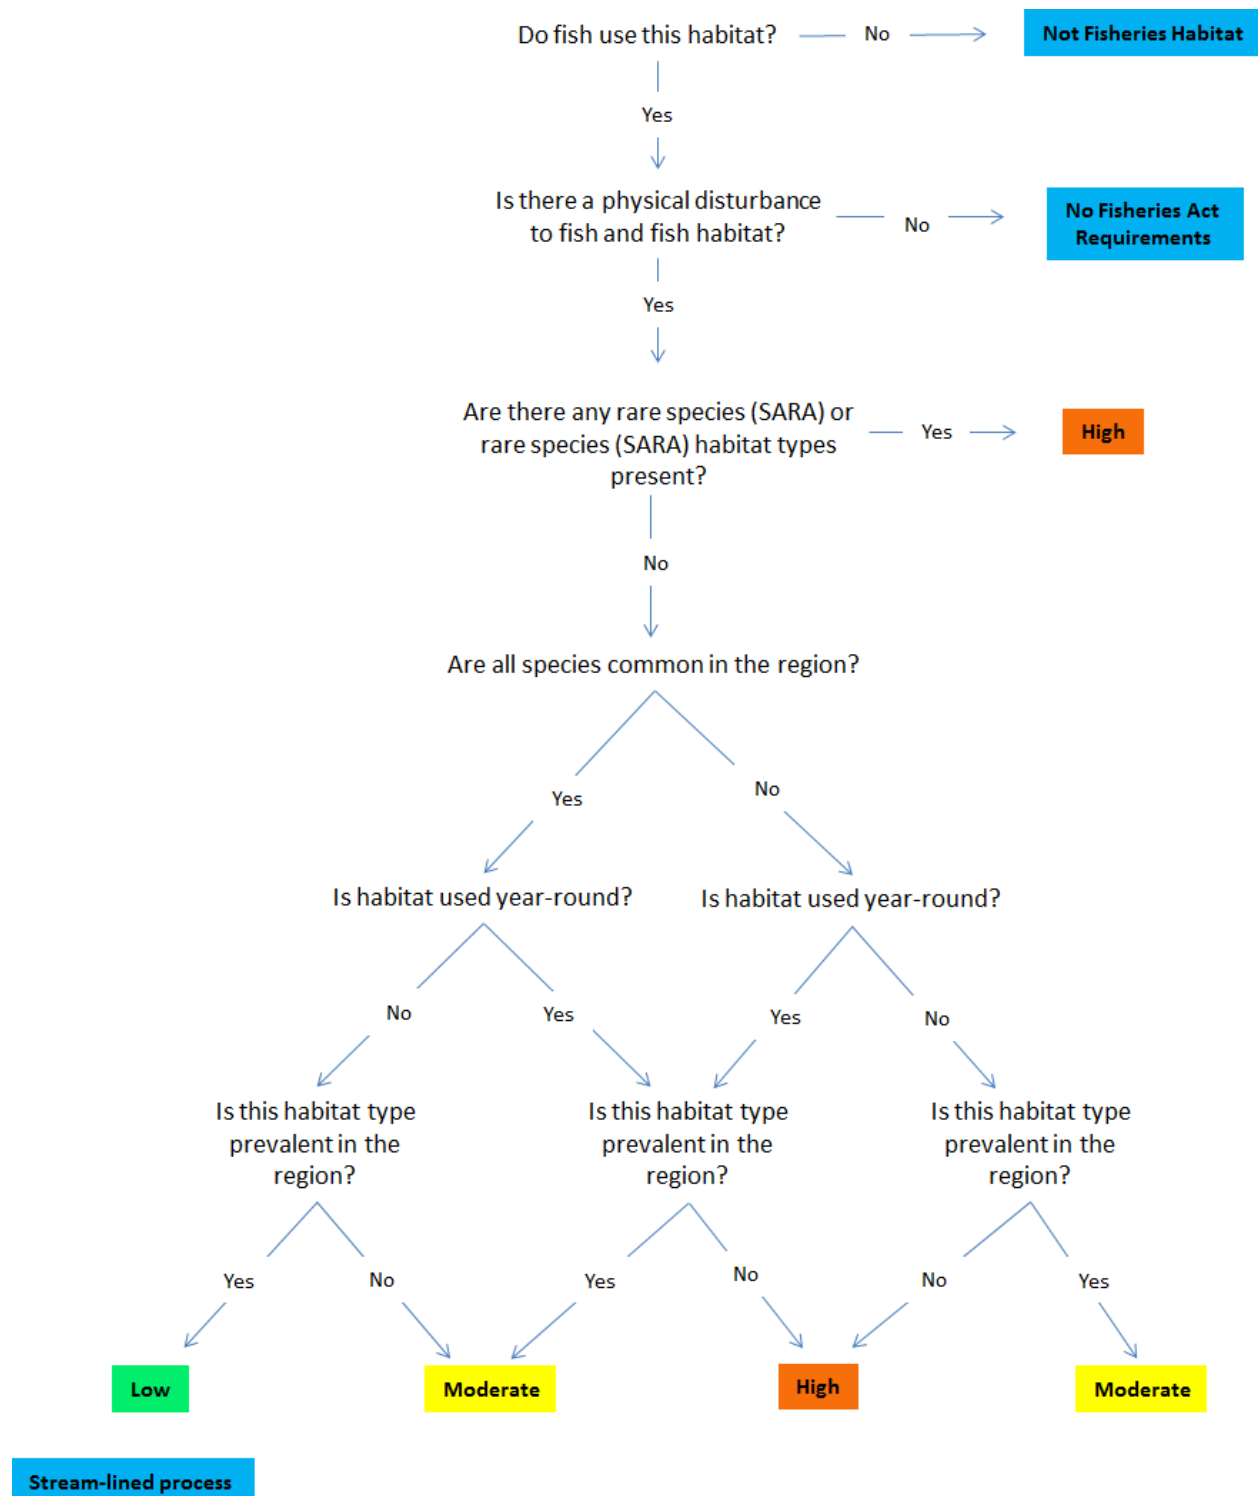 Do fish use this habitat?
No
Not Fisheries Habitat
Yes
Is there a physical disturbance
to fish and fish habitat?
No
No Fisheries Act
Requirements
Yes
Are there any rare species (SARA) or
rare species (SARA) habitat types
present?
Yes
High
No
Are all species common in the region?
Yes
No
Is habitat used year-round?
Is habitat used year-round?
No
Yes
Yes
No
Is this habitat type
prevalent in the
region?
Is this habitat type
prevalent in the
region?
Is this habitat type
prevalent in the
region?
Yes
No
Yes
No
No
Yes
Low
Moderate
High
Moderate
Stream-lined process